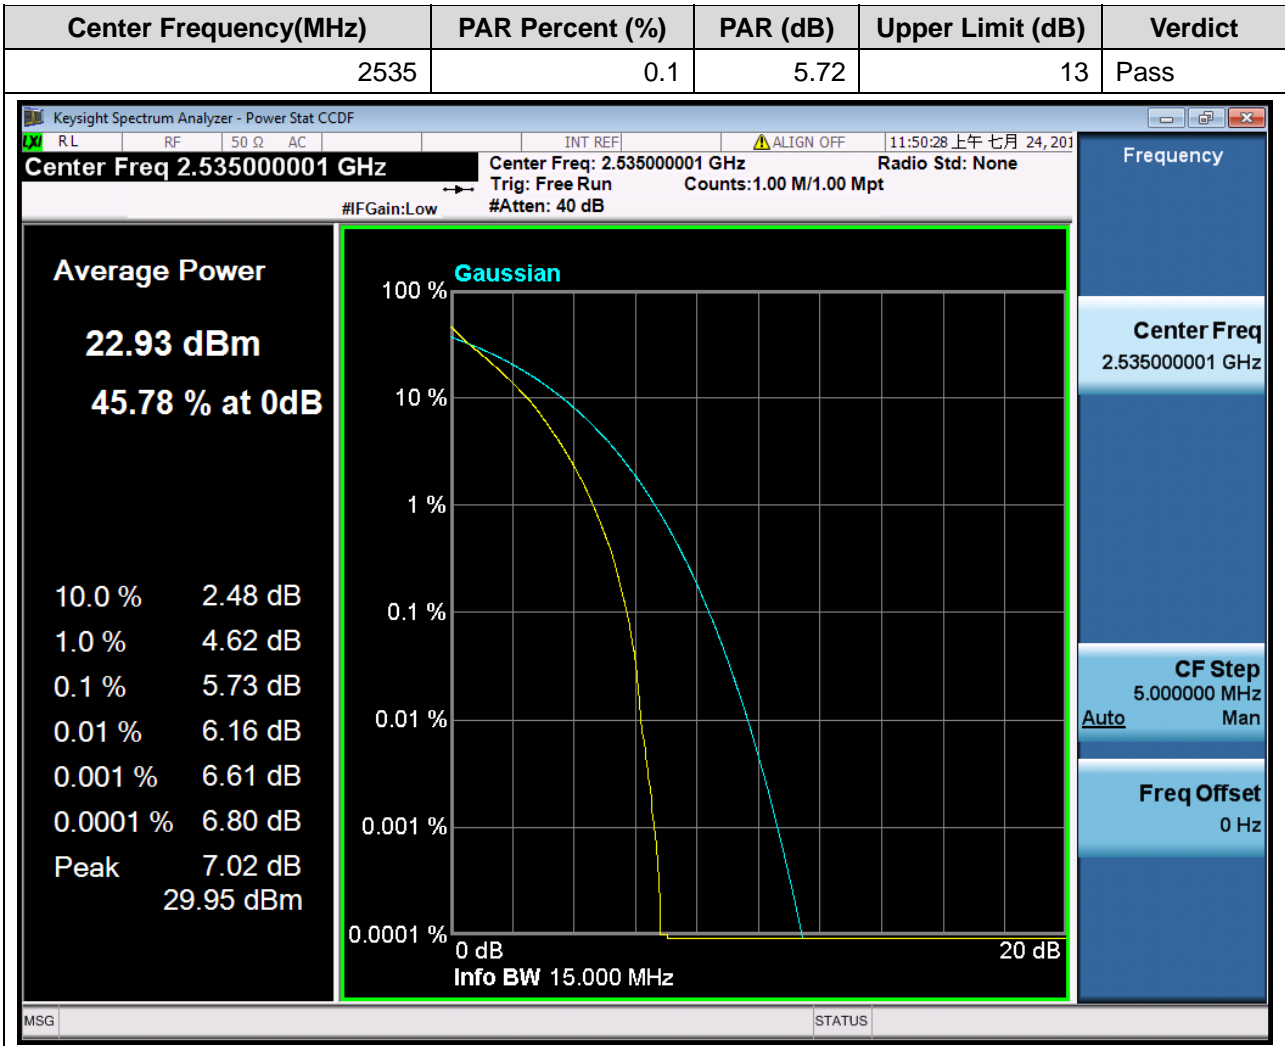 Center Frequency(MHz) PAR Percent (%) PAR (dB) Upper Limit (dB) Verdict
2535 0.1 5.72 13 Pass
Keysight Spectrum Analyzer - Power Stat CCDF
LXI RL RF 50 Ω AC INT REF ALIGN OFF 11:50:28 上午 七月 24, 201
Center Freq 2.535000001 GHz
Center Freq: 2.535000001 GHz Radio Std: None
Trig: Free Run Counts:1.00 M/1.00 Mpt
#IFGain:Low #Atten: 40 dB
Average Power
22.93 dBm
45.78 % at 0dB
10.0 % 2.48 dB
1.0 % 4.62 dB
0.1 % 5.73 dB
0.01 % 6.16 dB
0.001 % 6.61 dB
0.0001 % 6.80 dB
Peak 7.02 dB
29.95 dBm
Gaussian
100 %
10 %
1 %
0.1 %
0.01 %
0.001 %
0.0001 %
0 dB 20 dB
Info BW 15.000 MHz
Frequency
Center Freq
2.535000001 GHz
CF Step
5.000000 MHz
Auto Man
Freq Offset
0 Hz
MSG STATUS